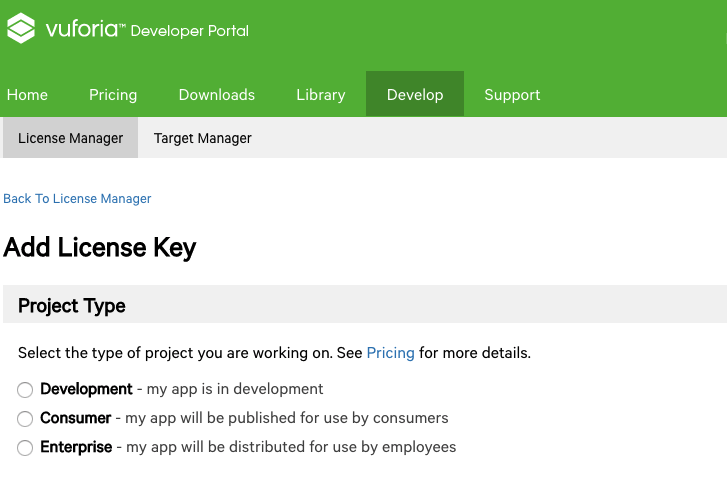 vuforia™ Developer Portal
Home Pricing Downloads Library Develop Support
License Manager Target Manager
Back To License Manager
Add License Key
Project Type
Select the type of project you are working on. See Pricing for more details.
Development - my app is in development
Consumer - my app will be published for use by consumers
Enterprise - my app will be distributed for use by employees